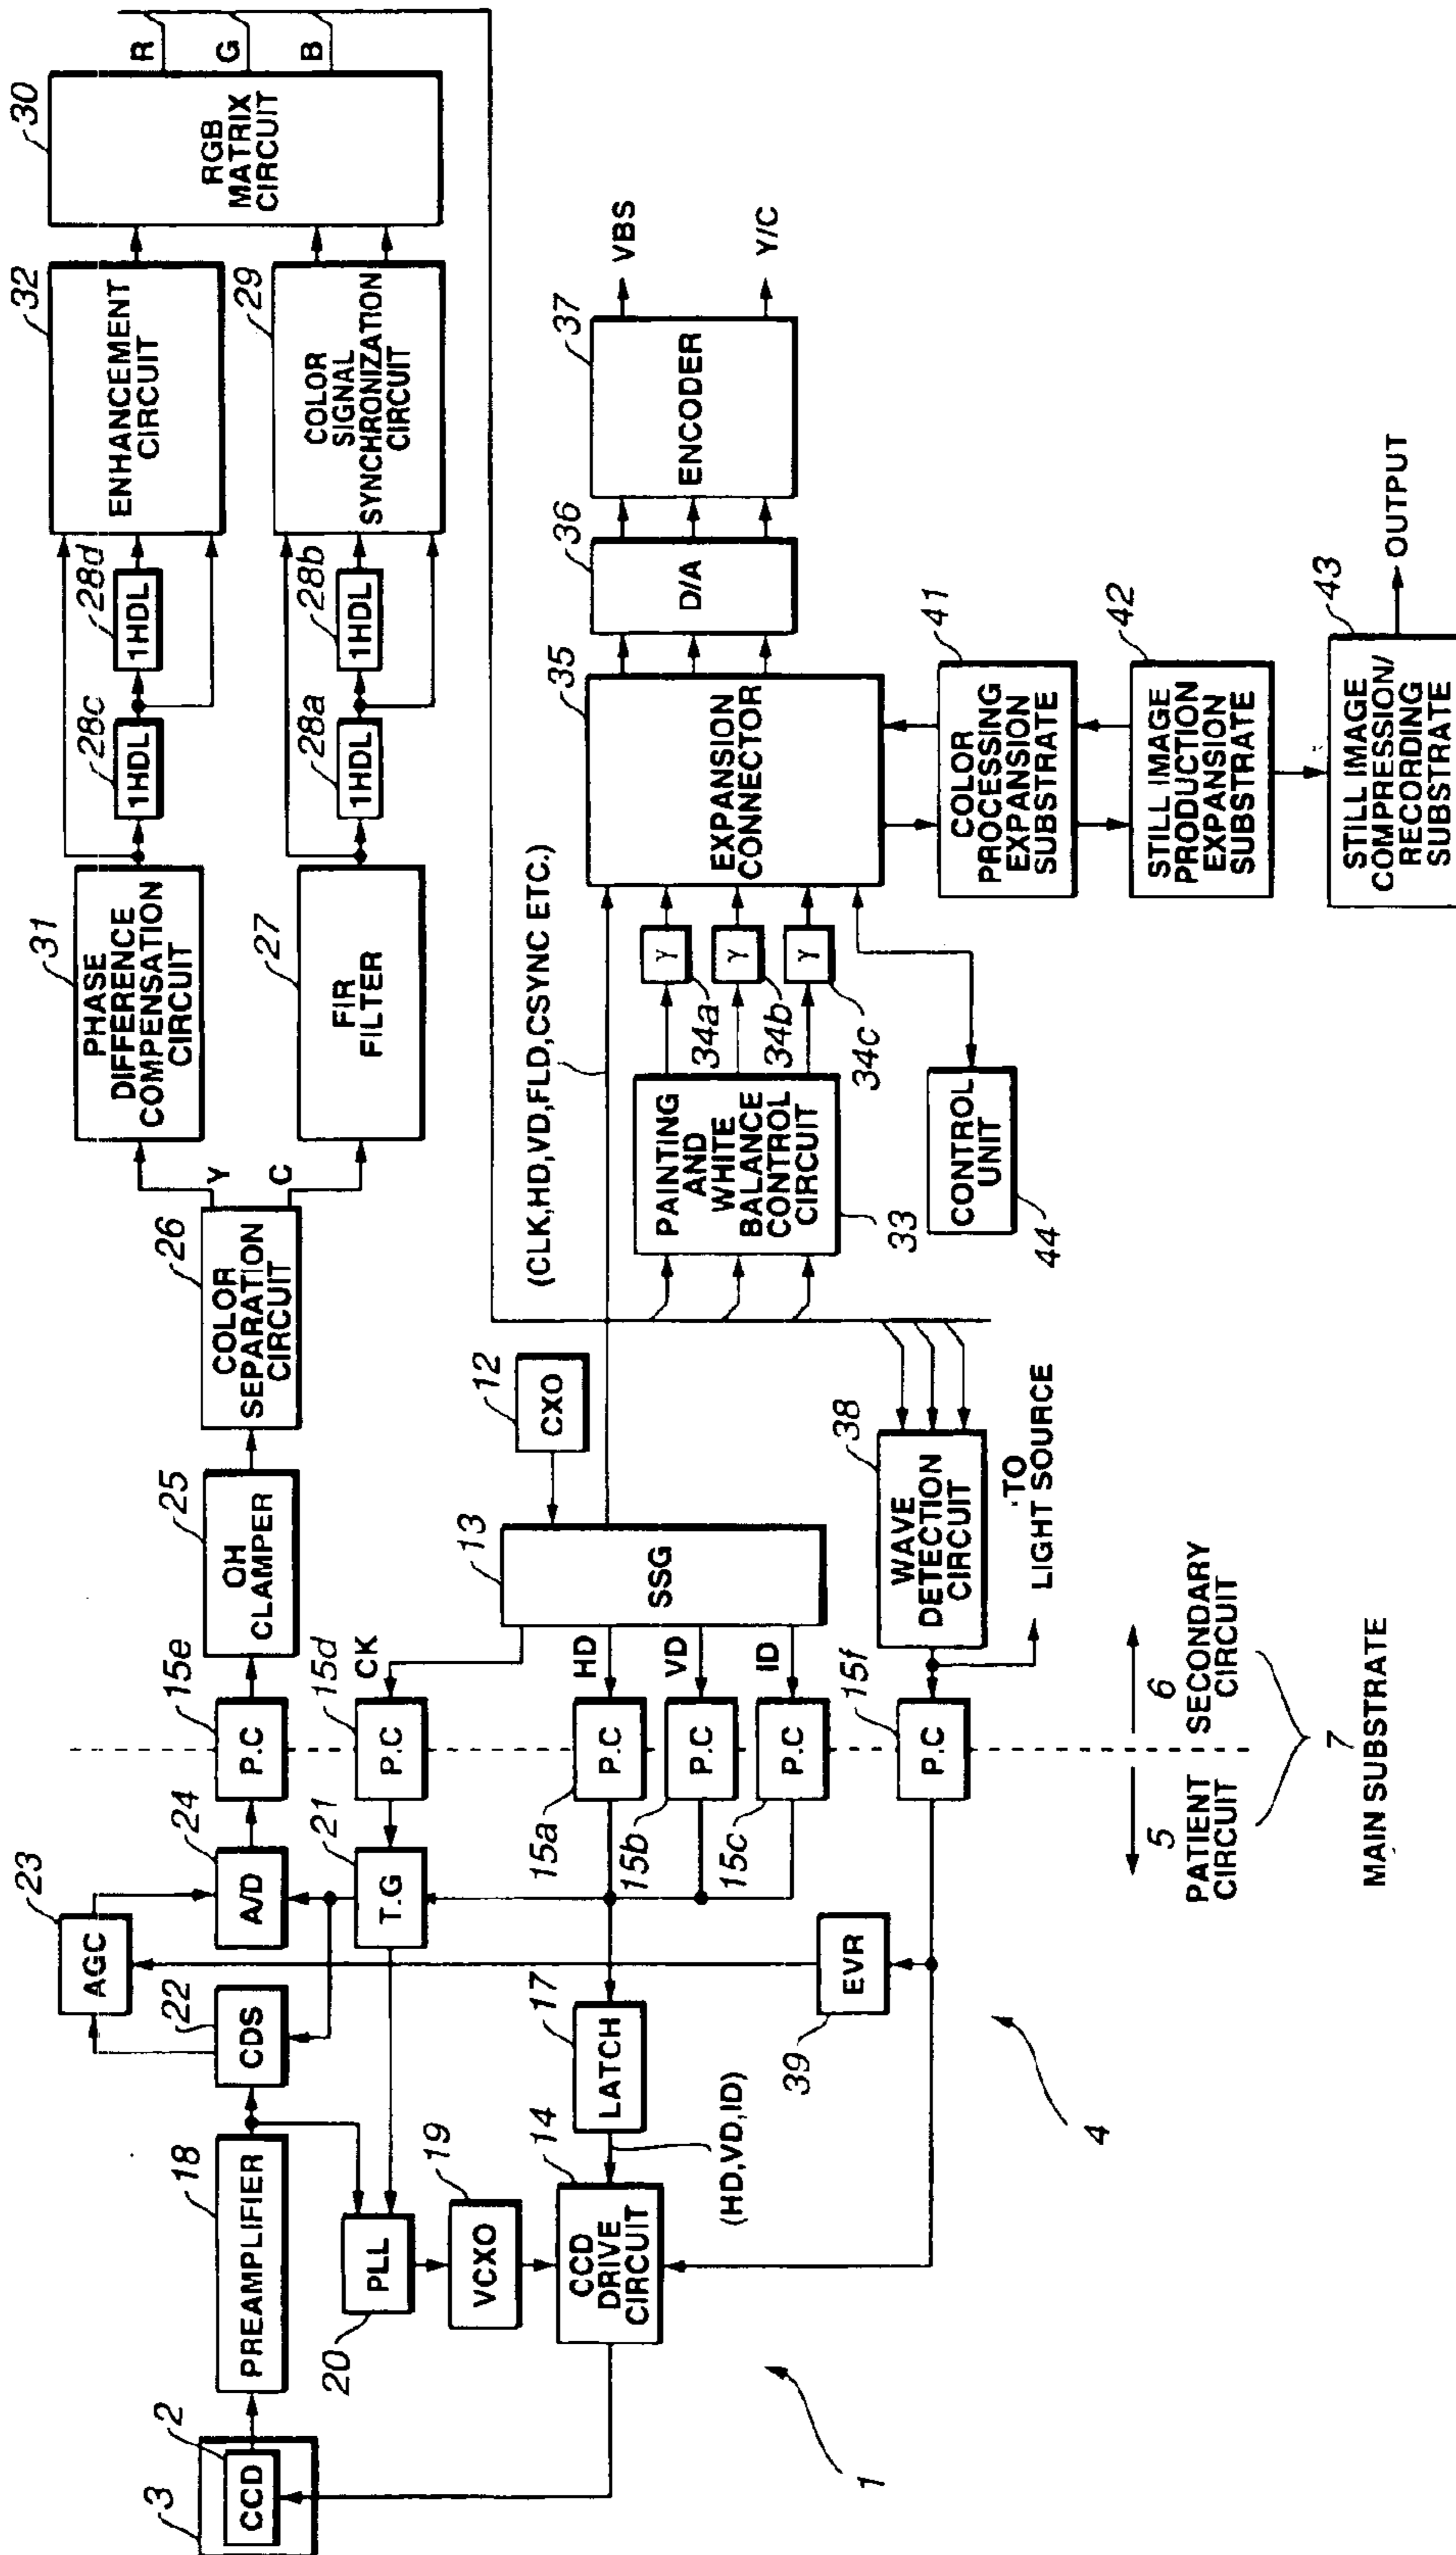 3
2
CCD
18
PREAMPLIFIER
22
CDS
23
AGC
24
A/D
15e
P.C
25
OH
CLAMPER
26
COLOR
SEPARATION
CIRCUIT
Y
C
31
PHASE
DIFFERENCE
COMPENSATION
CIRCUIT
27
FIR
FILTER
28c
1HDL
28d
1HDL
28a
1HDL
28b
1HDL
32
ENHANCEMENT
CIRCUIT
29
COLOR
SIGNAL
SYNCHRONIZATION
CIRCUIT
30
RGB
MATRIX
CIRCUIT
R
G
B
20
PLL
19
VCXO
14
CCD
DRIVE
CIRCUIT
(HD,VD,ID)
17
LATCH
21
T.G
15d
P.C
CK
15a
P.C
HD
15b
P.C
VD
15c
P.C
ID
13
SSG
12
CXO
(CLK,HD,VD,FLD,CSYNC ETC.)
39
EVR
15f
P.C
38
WAVE
DETECTION
CIRCUIT
TO
LIGHT SOURCE
33
PAINTING
AND
WHITE
BALANCE
CONTROL
CIRCUIT
34a
γ
34b
γ
34c
γ
44
CONTROL
UNIT
35
EXPANSION
CONNECTOR
36
D/A
37
ENCODER
VBS
Y/C
41
COLOR
PROCESSING
EXPANSION
SUBSTRATE
42
STILL IMAGE
PRODUCTION
EXPANSION
SUBSTRATE
43
STILL IMAGE
COMPRESSION/
RECORDING
SUBSTRATE
OUTPUT
1
4
5
PATIENT
CIRCUIT
6
SECONDARY
CIRCUIT
7
MAIN SUBSTRATE